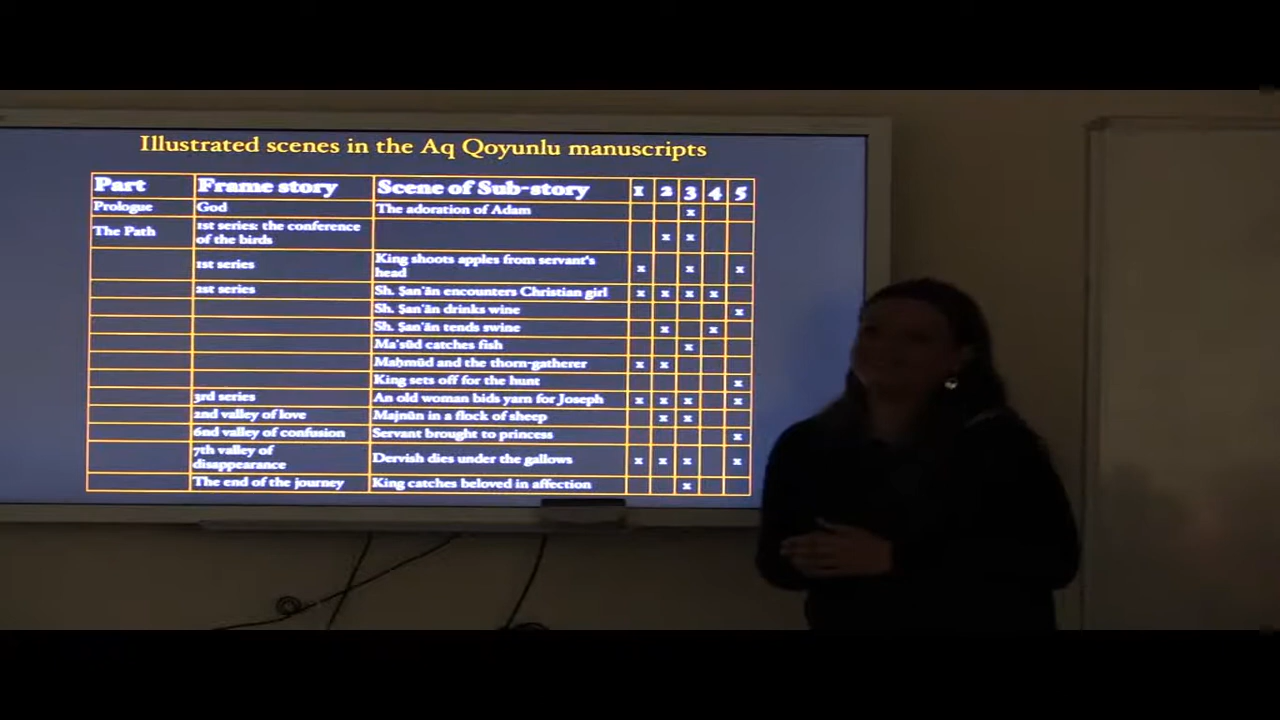 Illustrated scenes in the Aq Qoyunlu manuscripts
Part Frame story Scene of Sub-story 1 2 3 4 5
Prologue God The adoration of Adam x
The Path 1st series: the conference of the birds x x
1st series King shoots apples from servant's head x x x
2st series Sh. Ṣan'ān encounters Christian girl x x x x
Sh. Ṣan'ān drinks wine x
Sh. Ṣan'ān tends swine x x
Ma'sūd catches fish x
Maḥmūd and the thorn-gatherer x x
King sets off for the hunt x
3rd series An old woman bids yarn for Joseph x x x x
2nd valley of love Majnūn in a flock of sheep x x
6nd valley of confusion Servant brought to princess x
7th valley of disappearance Dervish dies under the gallows x x x x
The end of the journey King catches beloved in affection x